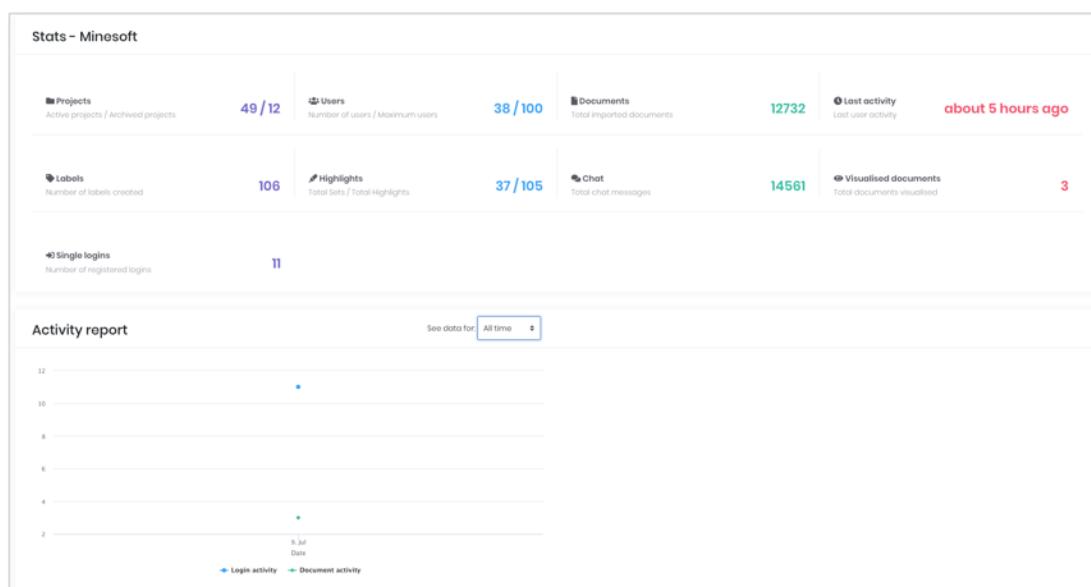 Stats - Minesoft
Projects
Active projects / Archived projects
49 / 12
Users
Number of users / Maximum users
38 / 100
Documents
Total imported documents
12732
Last activity
Last user activity
about 5 hours ago
Labels
Number of labels created
106
Highlights
Total Sets / Total Highlights
37 / 105
Chat
Total chat messages
14561
Visualised documents
Total documents visualised
3
Single logins
Number of registered logins
11
Activity report
See data for: All time
12
10
8
6
4
2
9. Jul
Date
Login activity Document activity